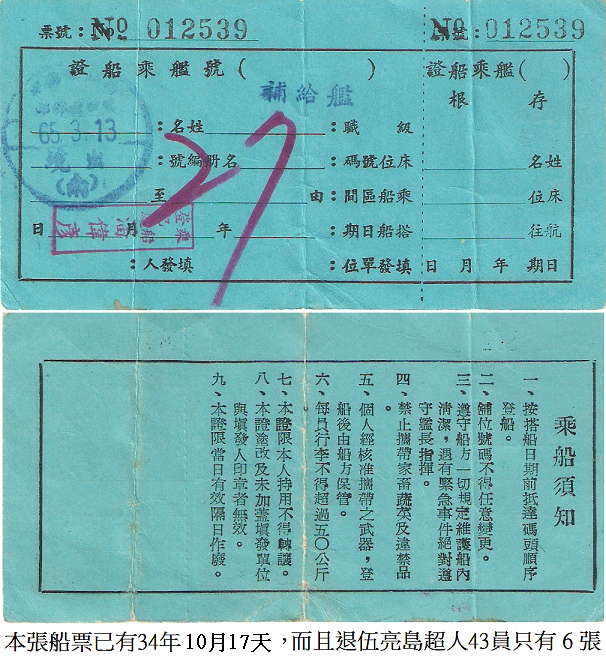 票號：№ 012539
票號：№ 012539
(　　)號艦乘船證
補給艦
級職：　姓名：
床位號碼：　名册編號：
乘船區間：由　至
搭船日期：　年　月　日
填發單位：　填發人：
65.3.13
27
(　　)艦乘船證
存根
姓名
床位
航往
日期　年　月　日
乘船須知
一、按搭船日期前抵達碼頭順序
登船。
二、舖位號碼不得任意變更。
三、遵守船方一切規定維護船內
清潔，遇有緊急事件絕對遵
守艦長指揮。
四、禁止攜帶家畜蔬菜及違禁品
。
五、個人經核准攜帶之武器，登
船後由船方保管。
六、每員行李不得超過五〇公斤
。
七、本證限本人持用不得轉讓。
八、本證塗改及未加蓋填發單位
與填發人印章者無效。
九、本證限當日有效隔日作廢。
本張船票已有34年10月17天，而且退伍亮島超人43員只有6張